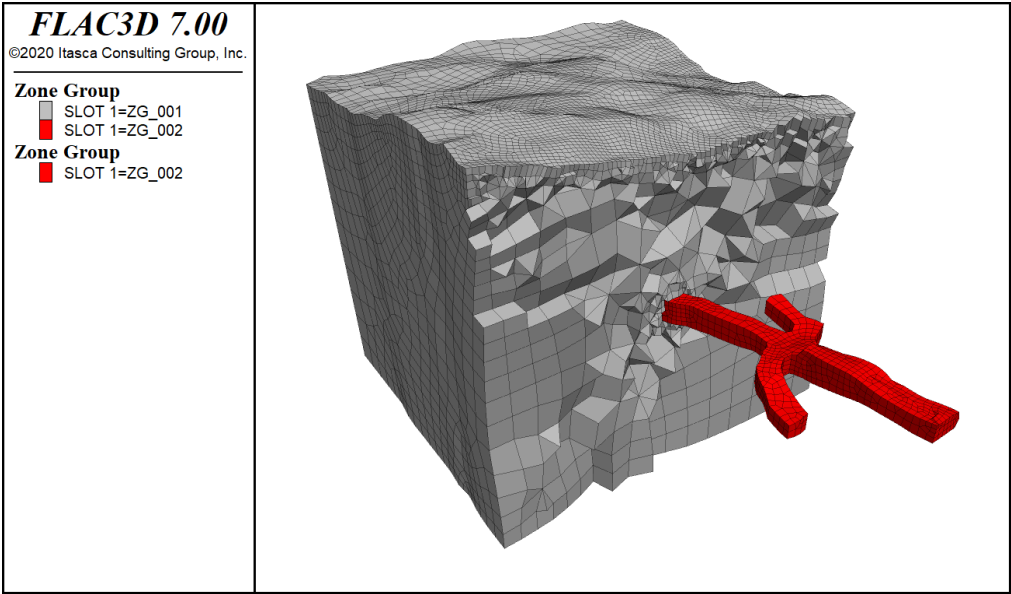 FLAC3D 7.00
©2020 Itasca Consulting Group, Inc.
Zone Group
SLOT 1=ZG_001
SLOT 1=ZG_002
Zone Group
SLOT 1=ZG_002